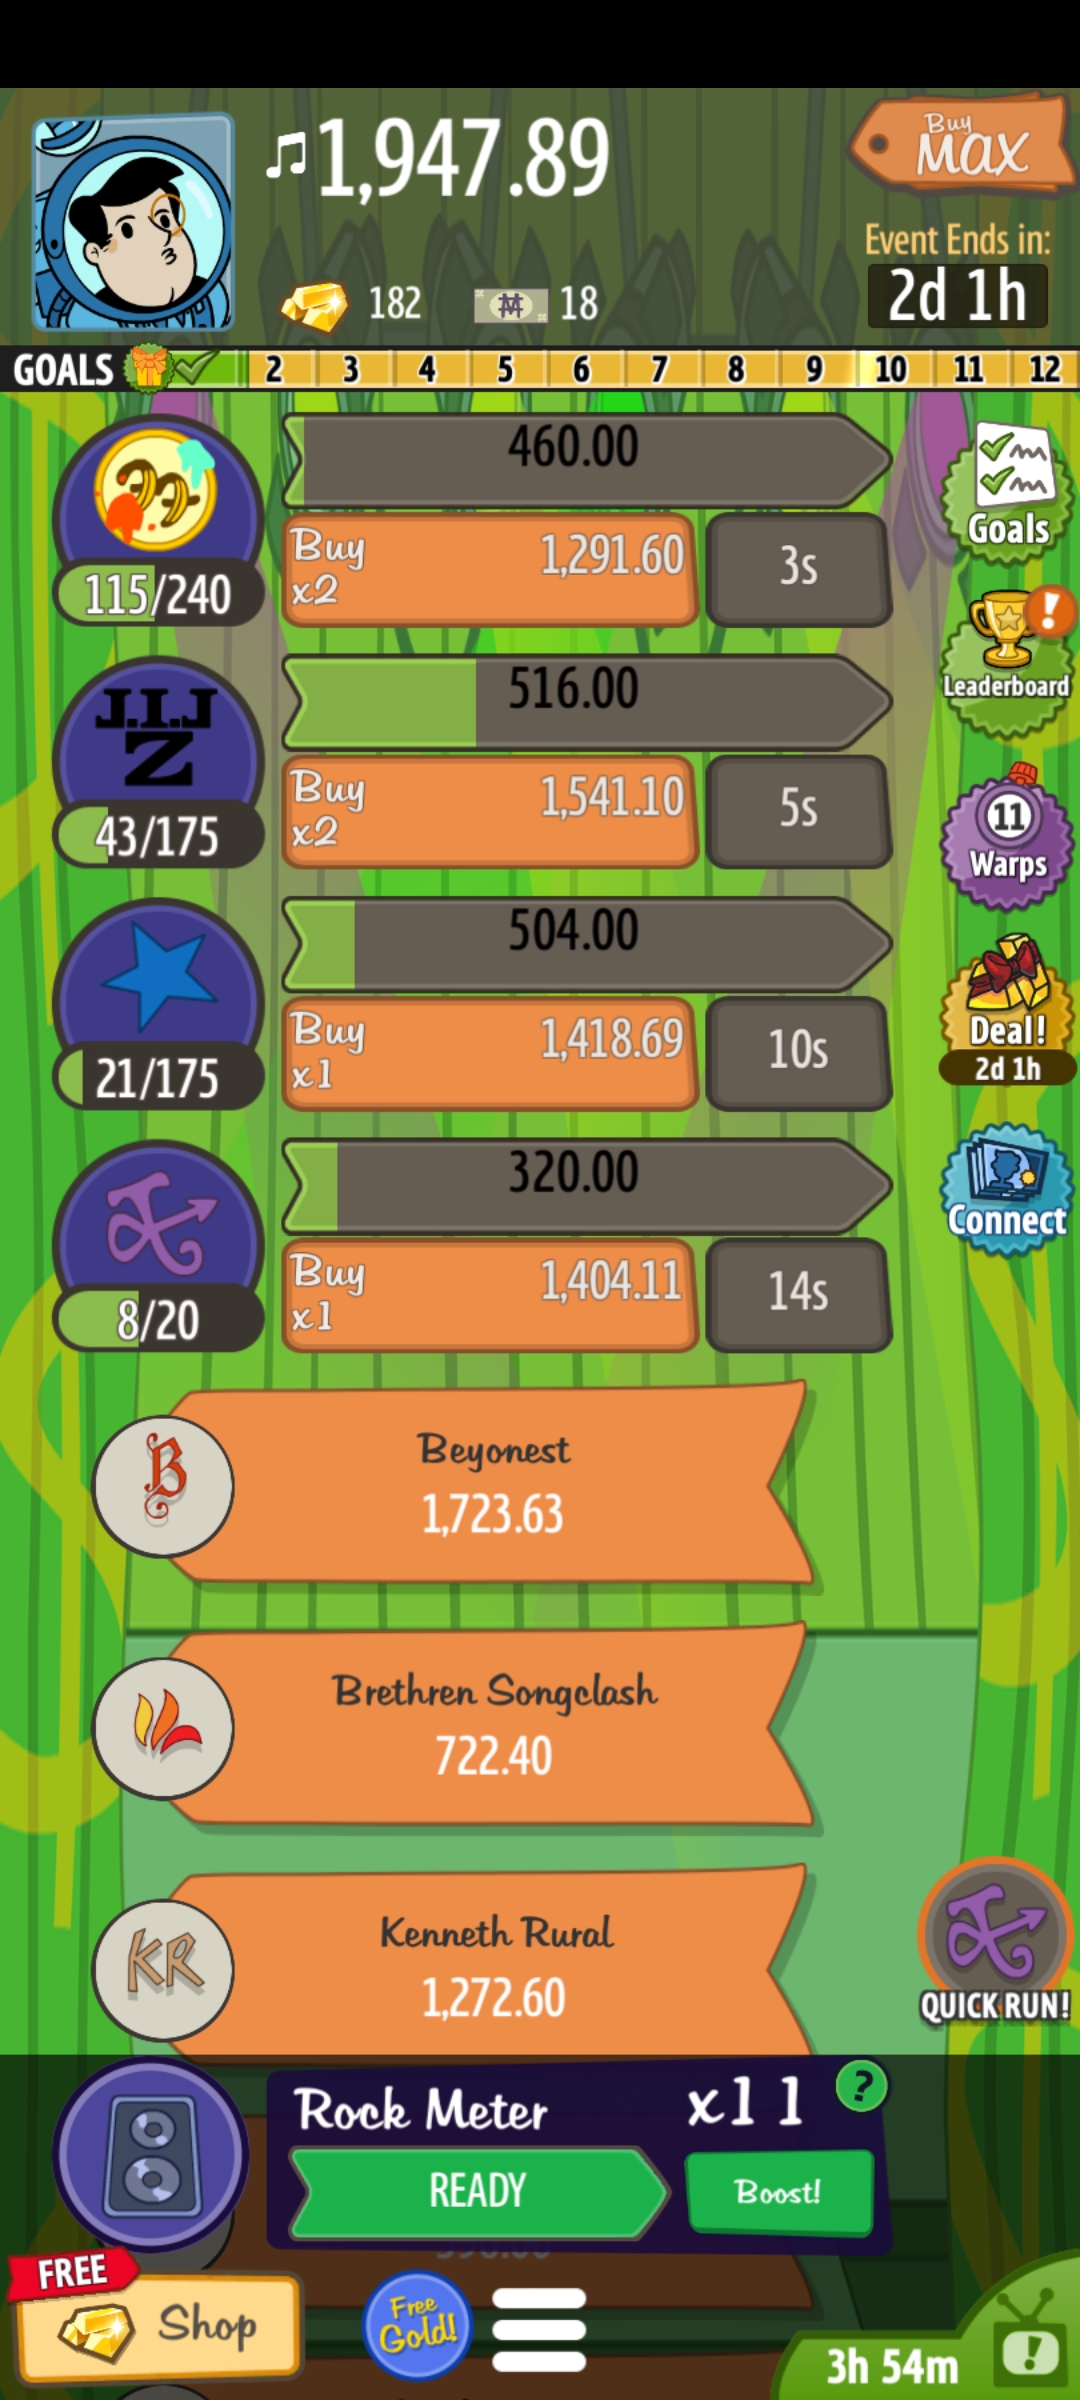 1,947.89
Buy
MAX
Event Ends in:
2d 1h
182
18
GOALS 2 3 4 5 6 7 8 9 10 11 12
460.00
Buy
x2
1,291.60
3s
115/240
Goals
J.I.J
Z
516.00
Buy
x2
1,541.10
5s
43/175
Leaderboard
11
Warps
504.00
Buy
x1
1,418.69
10s
21/175
Deal!
2d 1h
320.00
Buy
x1
1,404.11
14s
8/20
Connect
B
Beyonest
1,723.63
Brethren Songclash
722.40
KR
Kenneth Rural
1,272.60
QUICK RUN!
Rock Meter
x11
?
READY
Boost!
FREE
Shop
Free
Gold!
3h 54m